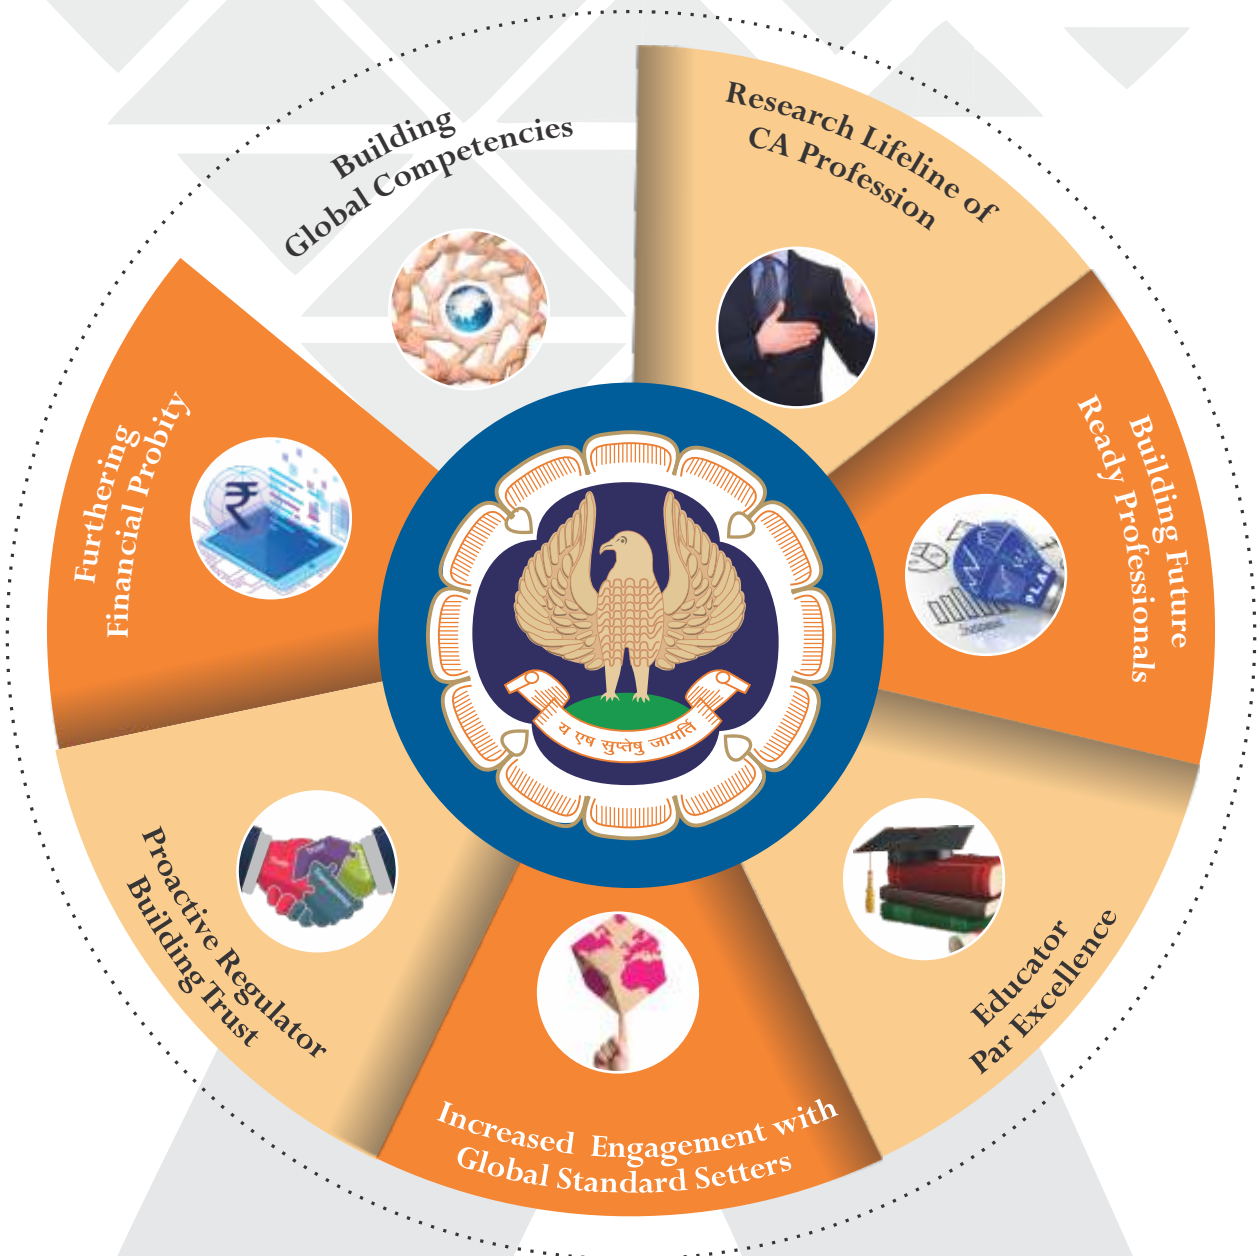 Building
Global Competencies
Research Lifeline of
CA Profession
Building Future
Ready Professionals
Educator
Par Excellence
Increased Engagement with
Global Standard Setters
Proactive Regulator
Building Trust
Furthering
Financial Probity
₹
PLAN
य एष सुप्तेषु जागर्ति